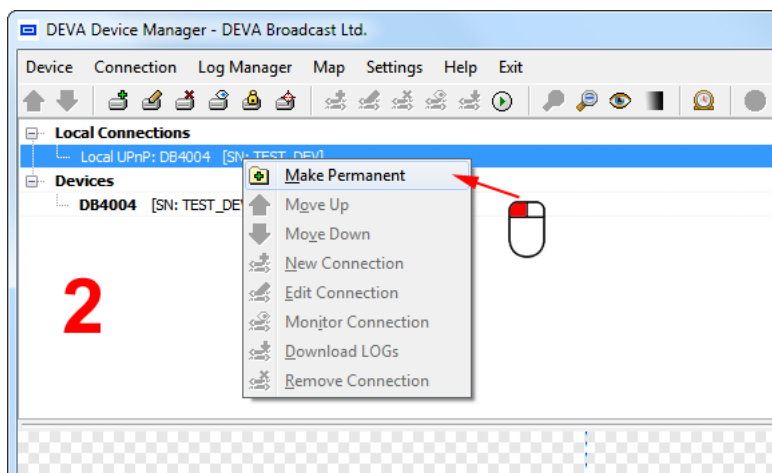 DEVA Device Manager - DEVA Broadcast Ltd.
Device Connection Log Manager Map Settings Help Exit
Local Connections
Local UPnP: DB4004 [SN: TEST_DEV]
Devices
DB4004 [SN: TEST_DEV
Make Permanent
Move Up
Move Down
New Connection
Edit Connection
Monitor Connection
Download LOGs
Remove Connection
2